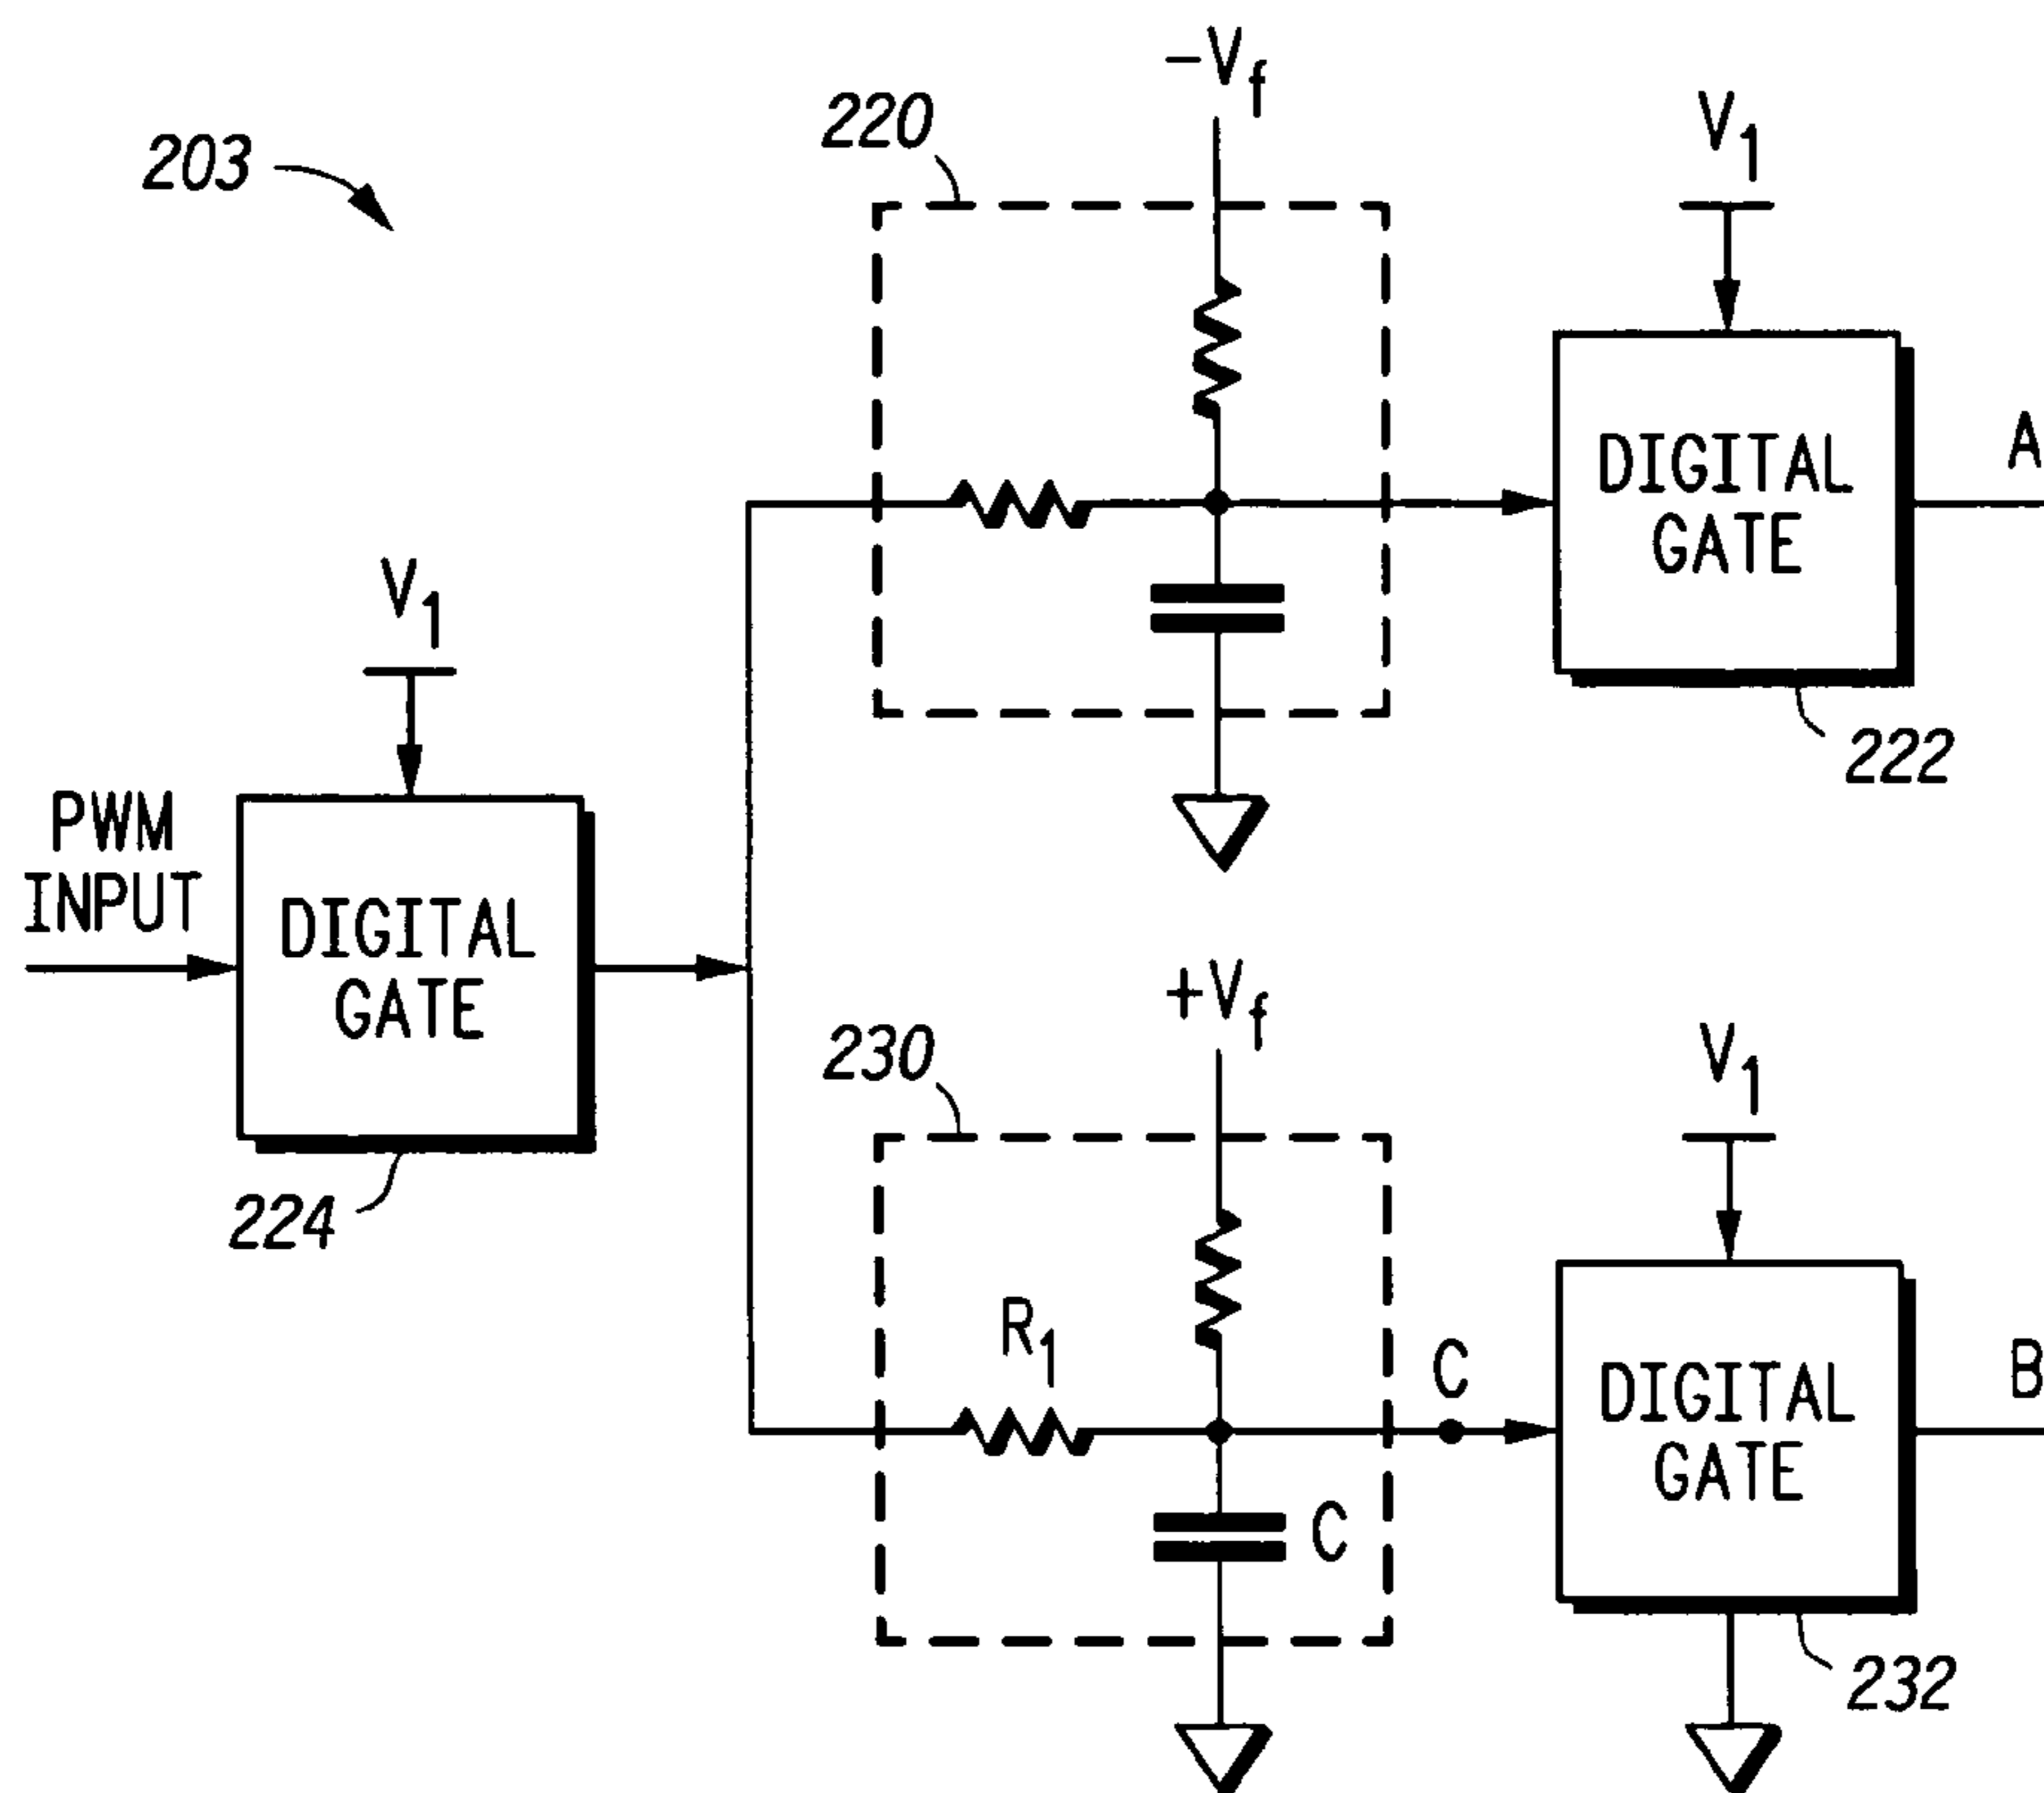 203
220
-Vf
V1
DIGITAL
GATE
A
222
V1
PWM
INPUT
DIGITAL
GATE
224
+Vf
230
V1
R1
C
DIGITAL
GATE
B
C
232